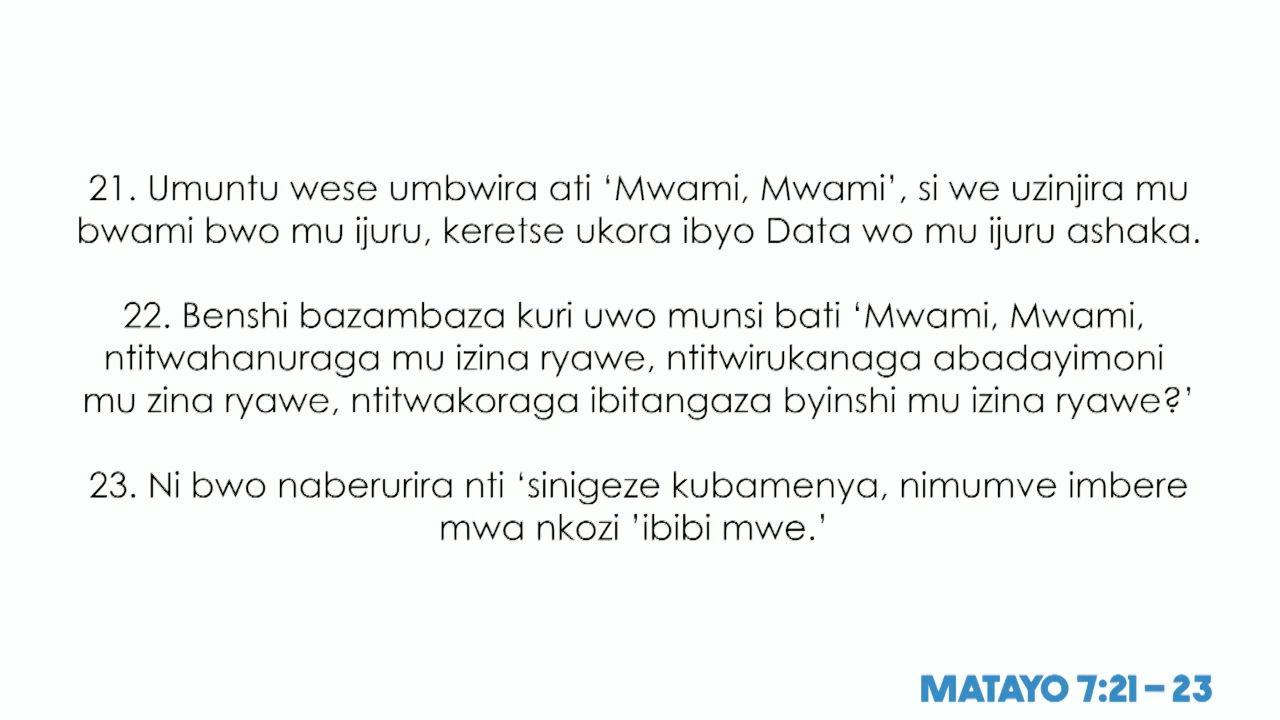 21. Umuntu wese umbwira ati ‘Mwami, Mwami’, si we uzinjira mu
bwami bwo mu ijuru, keretse ukora ibyo Data wo mu ijuru ashaka.
22. Benshi bazambaza kuri uwo munsi bati ‘Mwami, Mwami,
ntitwahanuraga mu izina ryawe, ntitwirukanaga abadayimoni
mu zina ryawe, ntitwakoraga ibitangaza byinshi mu izina ryawe?’
23. Ni bwo naberurira nti ‘sinigeze kubamenya, nimumve imbere
mwa nkozi ’ibibi mwe.’
MATAYO 7:21 – 23